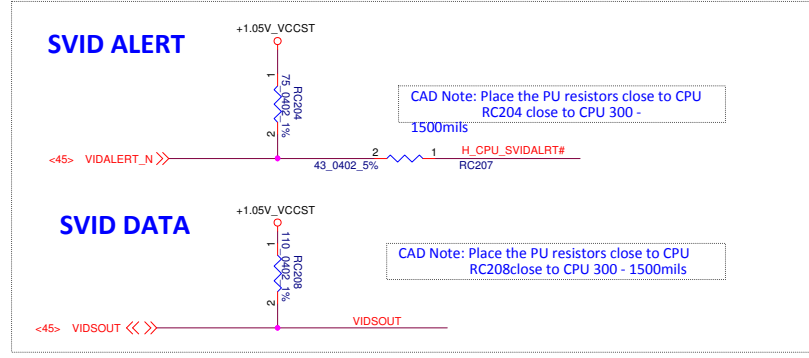 SVID ALERT
+1.05V_VCCST
1
75_0402_1%
RC204
2
CAD Note: Place the PU resistors close to CPU
RC204 close to CPU 300 -
1500mils
<45> VIDALERT_N
2
1
H_CPU_SVIDALRT#
43_0402_5%
RC207
SVID DATA
+1.05V_VCCST
1
110_0402_1%
RC208
2
CAD Note: Place the PU resistors close to CPU
RC208close to CPU 300 - 1500mils
<45> VIDSOUT
VIDSOUT